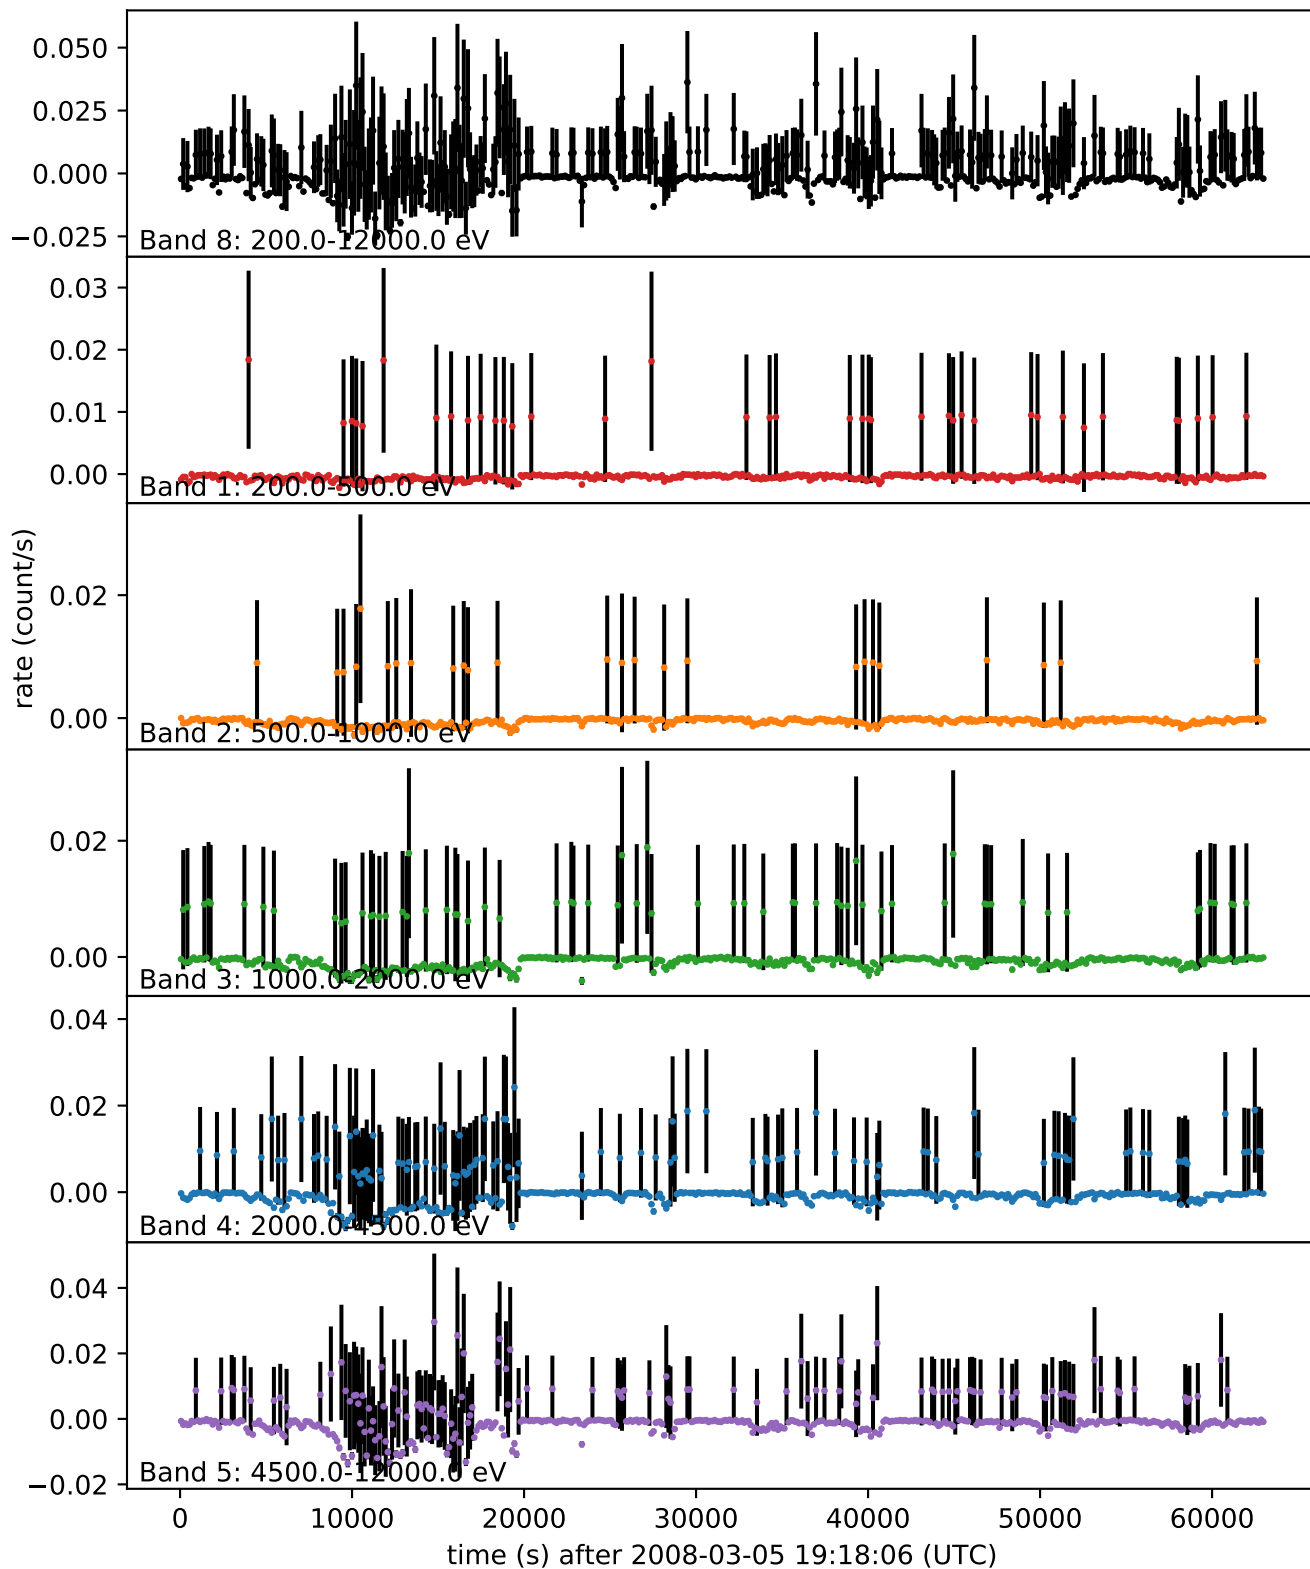 0.050
0.025
0.000
−0.025
Band 8: 200.0-12000.0 eV
0.03
0.02
0.01
0.00
Band 1: 200.0-500.0 eV
rate (count/s)
0.02
0.00
Band 2: 500.0-1000.0 eV
0.02
0.00
Band 3: 1000.0-2000.0 eV
0.04
0.02
0.00
Band 4: 2000.0-4500.0 eV
0.04
0.02
0.00
−0.02
Band 5: 4500.0-12000.0 eV
0 10000 20000 30000 40000 50000 60000
time (s) after 2008-03-05 19:18:06 (UTC)